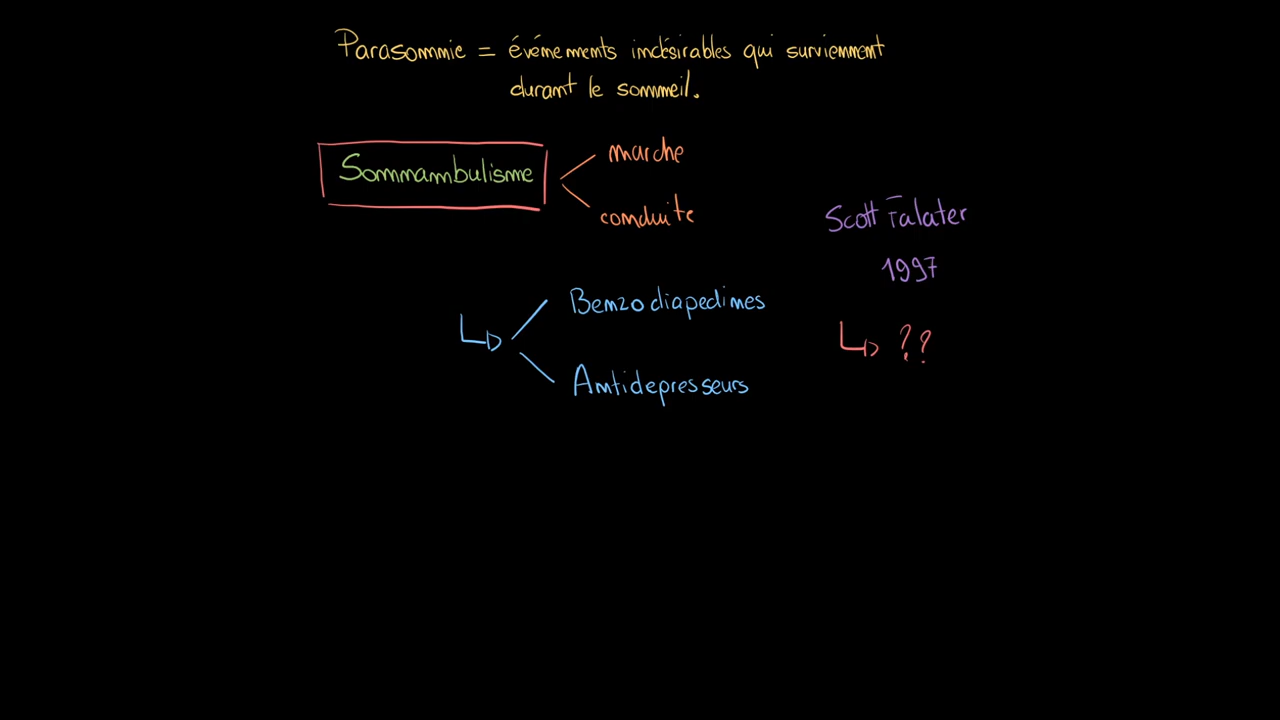 Parasomnie = événements indésirables qui surviennent
durant le sommeil.
Somnambulisme
marche
conduite
Scott Falater
1997
Benzodiapedines
Antidepresseurs
??